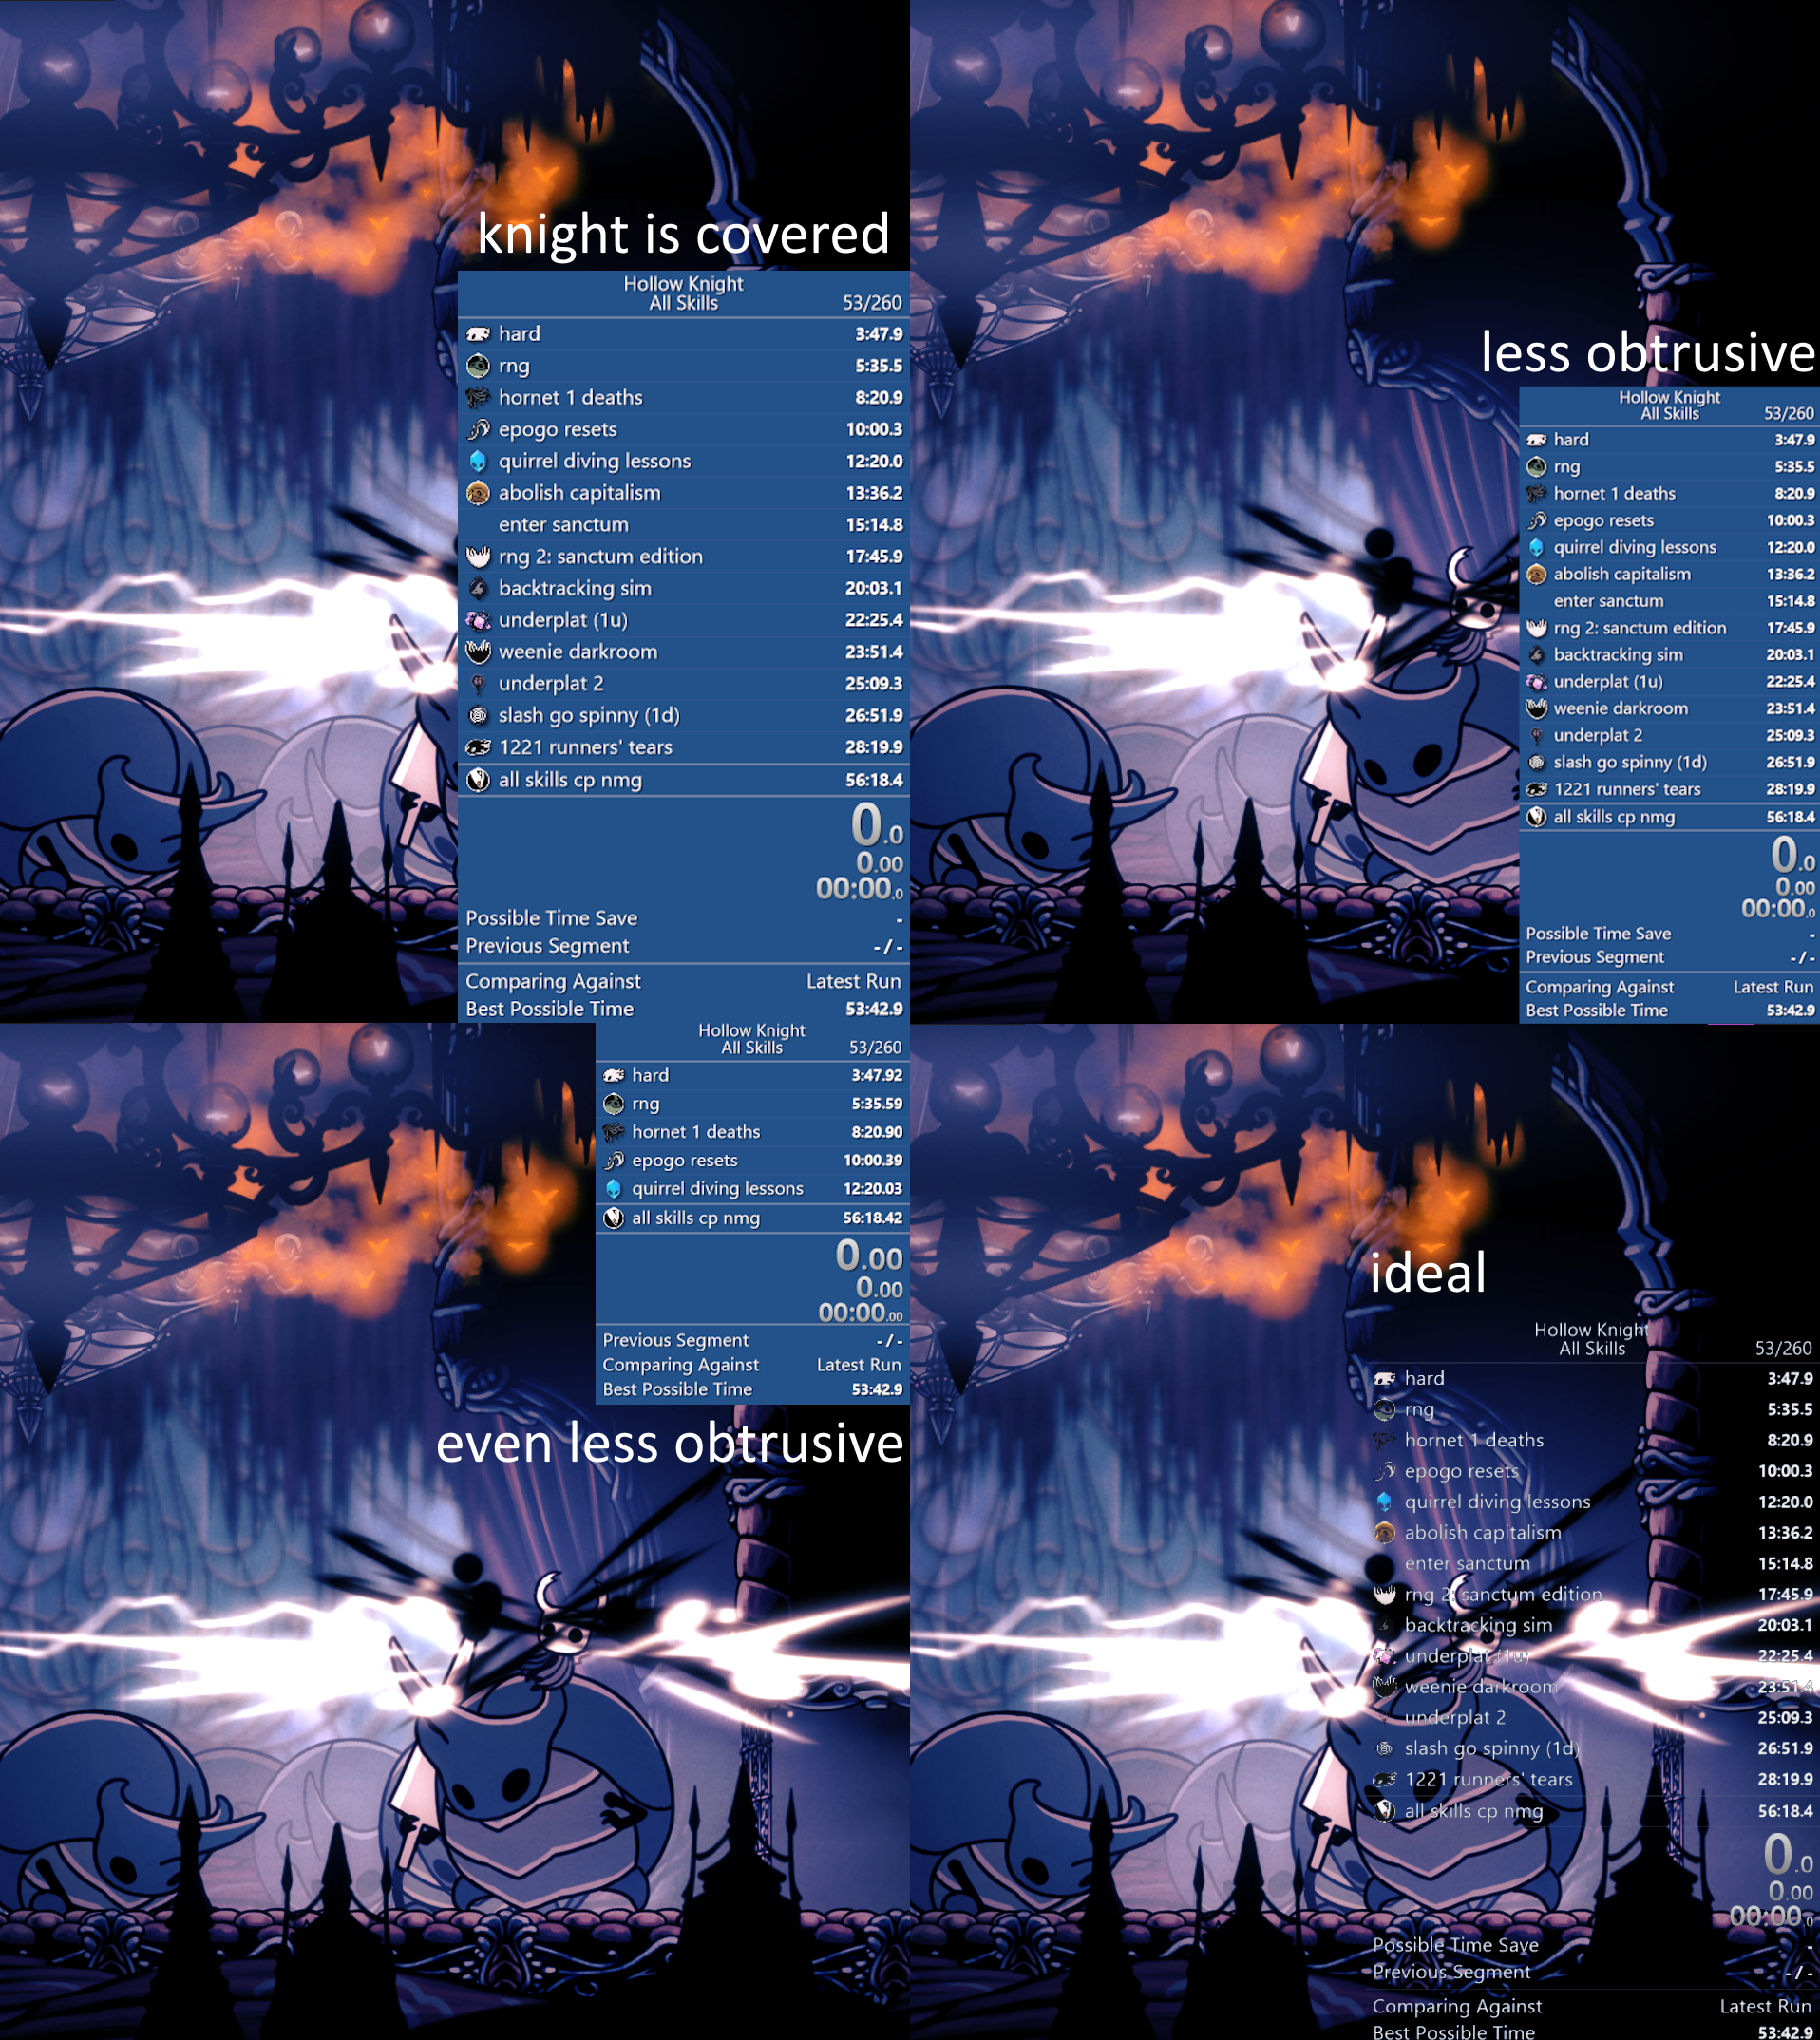 knight is covered
Hollow Knight
All Skills 53/260
hard 3:47.9
rng 5:35.5
hornet 1 deaths 8:20.9
epogo resets 10:00.3
quirrel diving lessons 12:20.0
abolish capitalism 13:36.2
enter sanctum 15:14.8
rng 2: sanctum edition 17:45.9
backtracking sim 20:03.1
underplat (1u) 22:25.4
weenie darkroom 23:51.4
underplat 2 25:09.3
slash go spinny (1d) 26:51.9
1221 runners' tears 28:19.9
all skills cp nmg 56:18.4
0.0
0.00
00:00.0
Possible Time Save -
Previous Segment - / -
Comparing Against Latest Run
Best Possible Time 53:42.9
less obtrusive
Hollow Knight
All Skills 53/260
hard 3:47.9
rng 5:35.5
hornet 1 deaths 8:20.9
epogo resets 10:00.3
quirrel diving lessons 12:20.0
abolish capitalism 13:36.2
enter sanctum 15:14.8
rng 2: sanctum edition 17:45.9
backtracking sim 20:03.1
underplat (1u) 22:25.4
weenie darkroom 23:51.4
underplat 2 25:09.3
slash go spinny (1d) 26:51.9
1221 runners' tears 28:19.9
all skills cp nmg 56:18.4
0.0
0.00
00:00.0
Possible Time Save -
Previous Segment - / -
Comparing Against Latest Run
Best Possible Time 53:42.9
Hollow Knight
All Skills 53/260
hard 3:47.92
rng 5:35.59
hornet 1 deaths 8:20.90
epogo resets 10:00.39
quirrel diving lessons 12:20.03
all skills cp nmg 56:18.42
0.00
0.00
00:00.00
Previous Segment - / -
Comparing Against Latest Run
Best Possible Time 53:42.9
even less obtrusive
ideal
Hollow Knight
All Skills 53/260
hard 3:47.9
rng 5:35.5
hornet 1 deaths 8:20.9
epogo resets 10:00.3
quirrel diving lessons 12:20.0
abolish capitalism 13:36.2
enter sanctum 15:14.8
rng 2: sanctum edition 17:45.9
backtracking sim 20:03.1
underplat (1u) 22:25.4
weenie darkroom 23:51.4
underplat 2 25:09.3
slash go spinny (1d) 26:51.9
1221 runners' tears 28:19.9
all skills cp nmg 56:18.4
0.0
0.00
00:00.0
Possible Time Save -
Previous Segment - / -
Comparing Against Latest Run
Best Possible Time 53:42.9